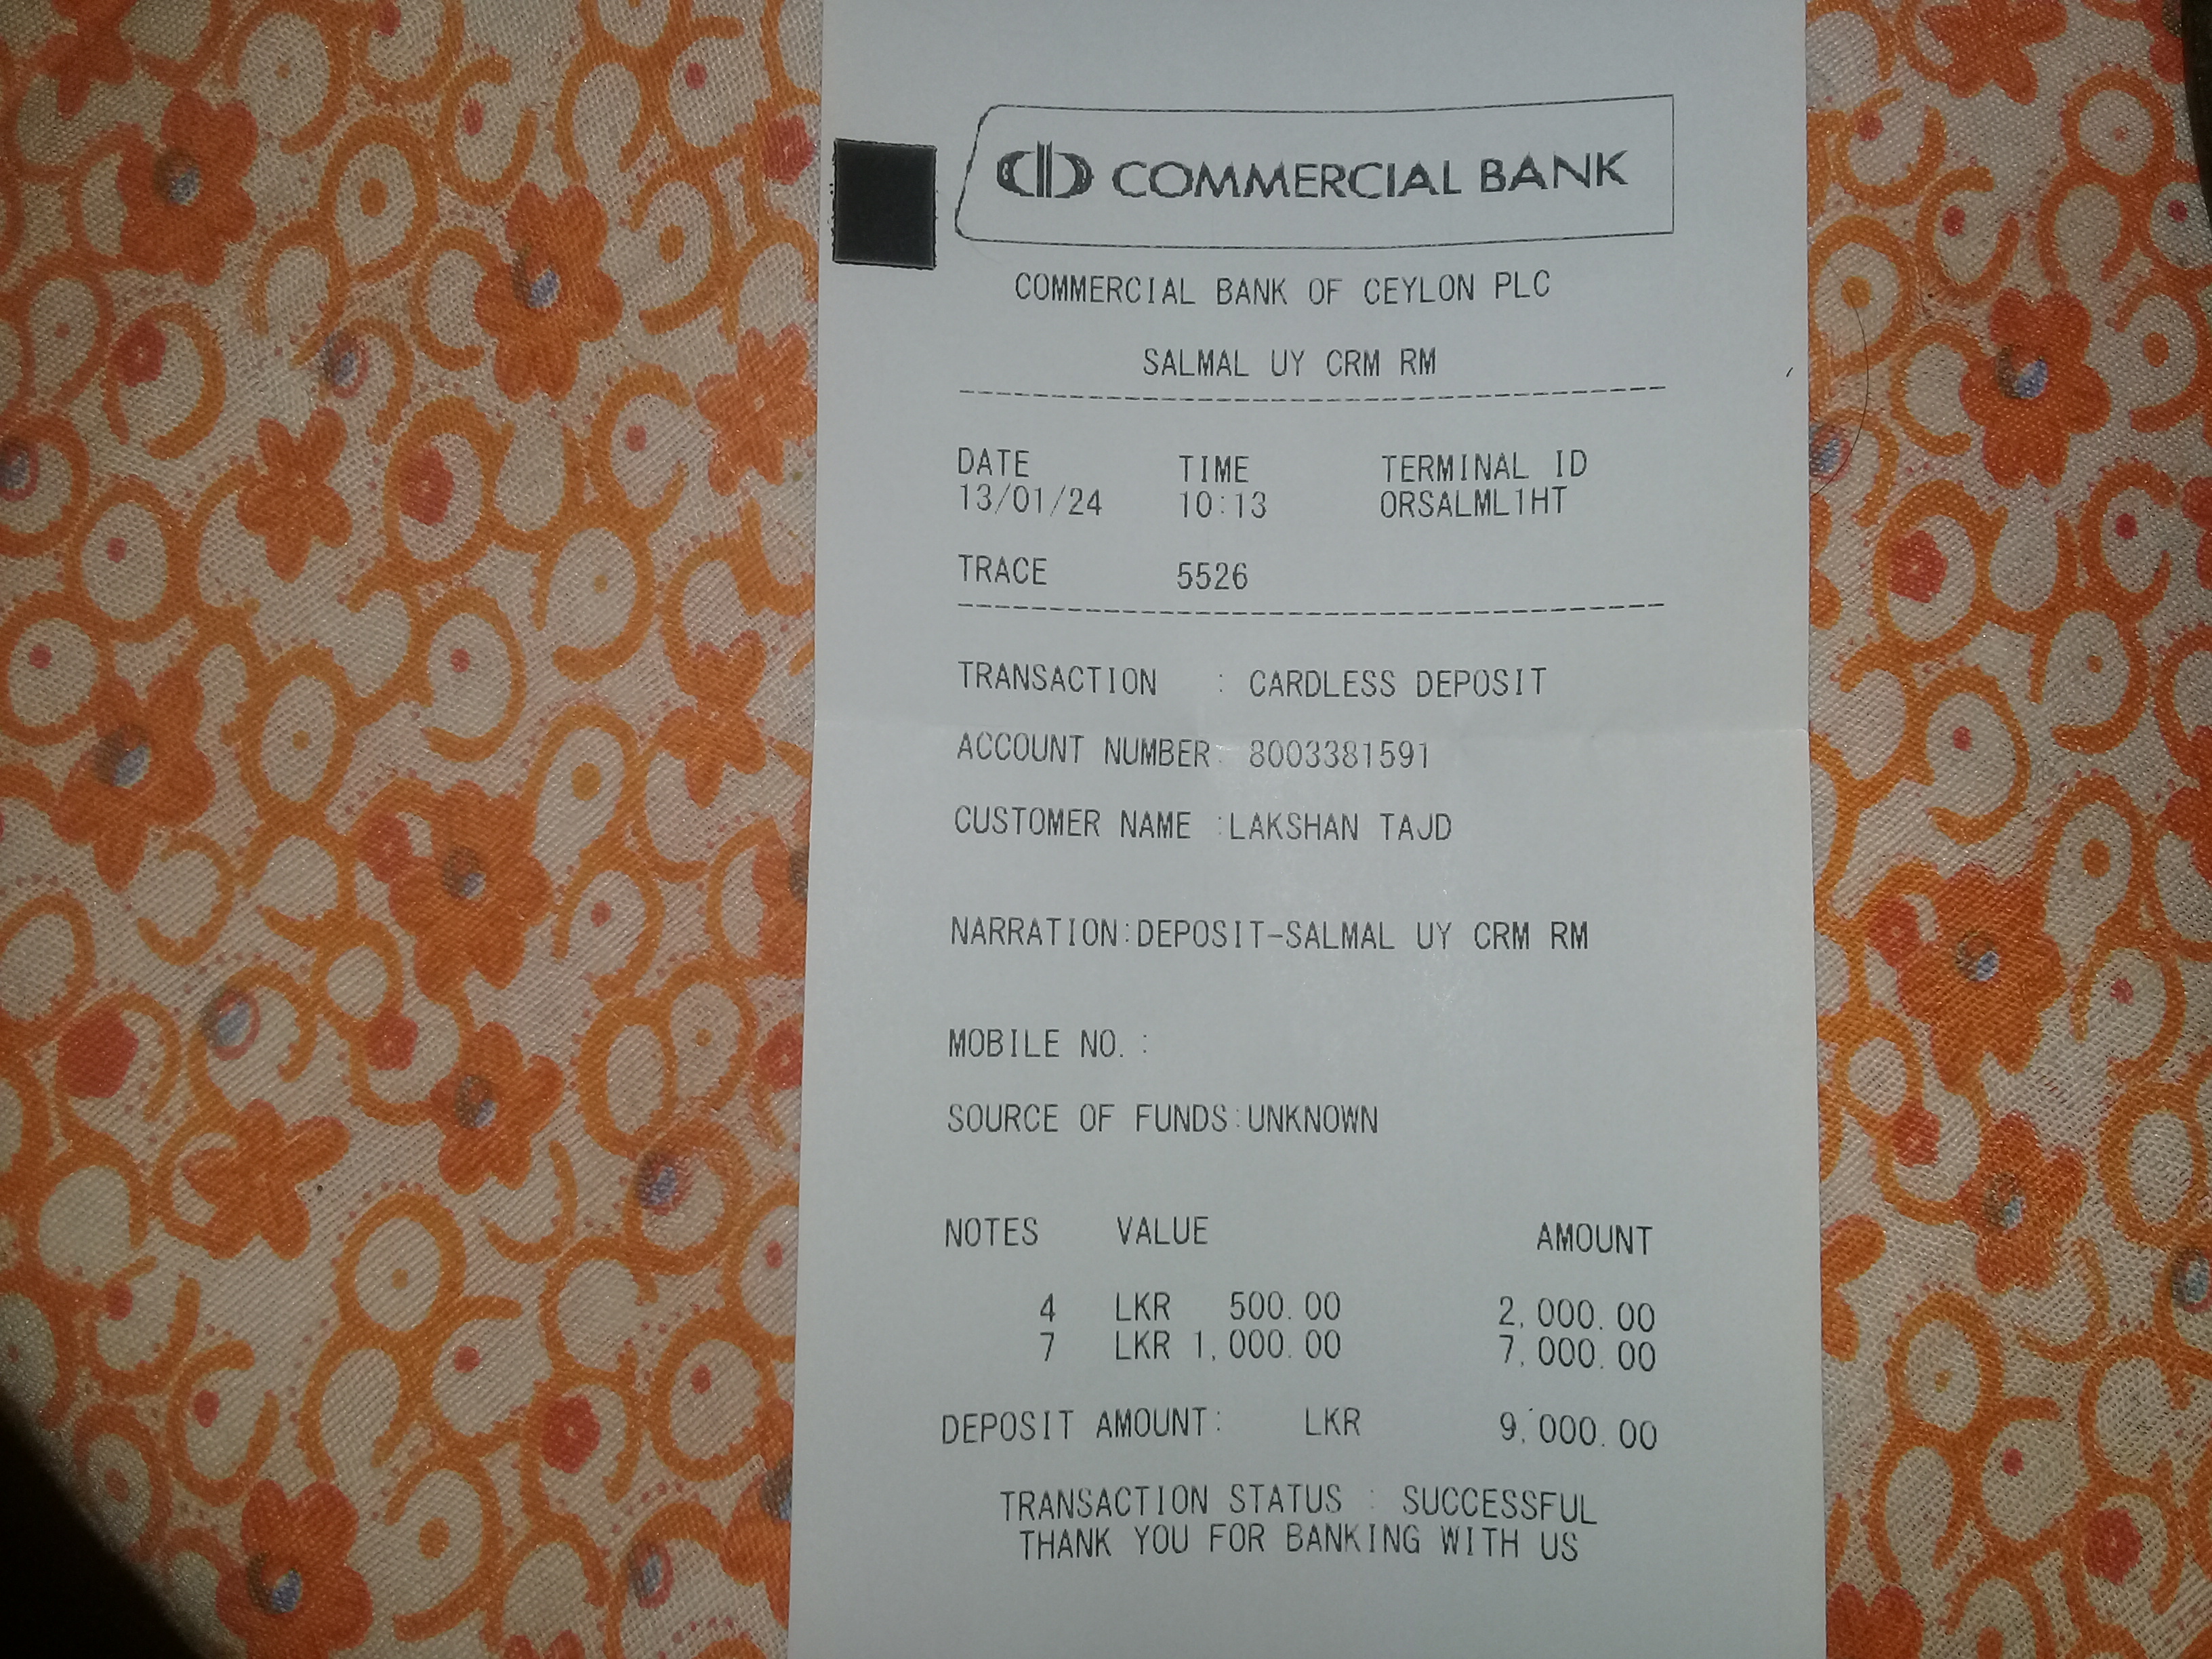 COMMERCIAL BANK
COMMERCIAL BANK OF CEYLON PLC
SALMAL UY CRM RM
DATE TIME TERMINAL ID
13/01/24 10:13 ORSALML1HT
TRACE 5526
TRANSACTION : CARDLESS DEPOSIT
ACCOUNT NUMBER: 8003381591
CUSTOMER NAME :LAKSHAN TAJD
NARRATION:DEPOSIT-SALMAL UY CRM RM
MOBILE NO. :
SOURCE OF FUNDS:UNKNOWN
NOTES VALUE AMOUNT
4 LKR 500.00 2,000.00
7 LKR 1,000.00 7,000.00
DEPOSIT AMOUNT: LKR 9,000.00
TRANSACTION STATUS : SUCCESSFUL
THANK YOU FOR BANKING WITH US